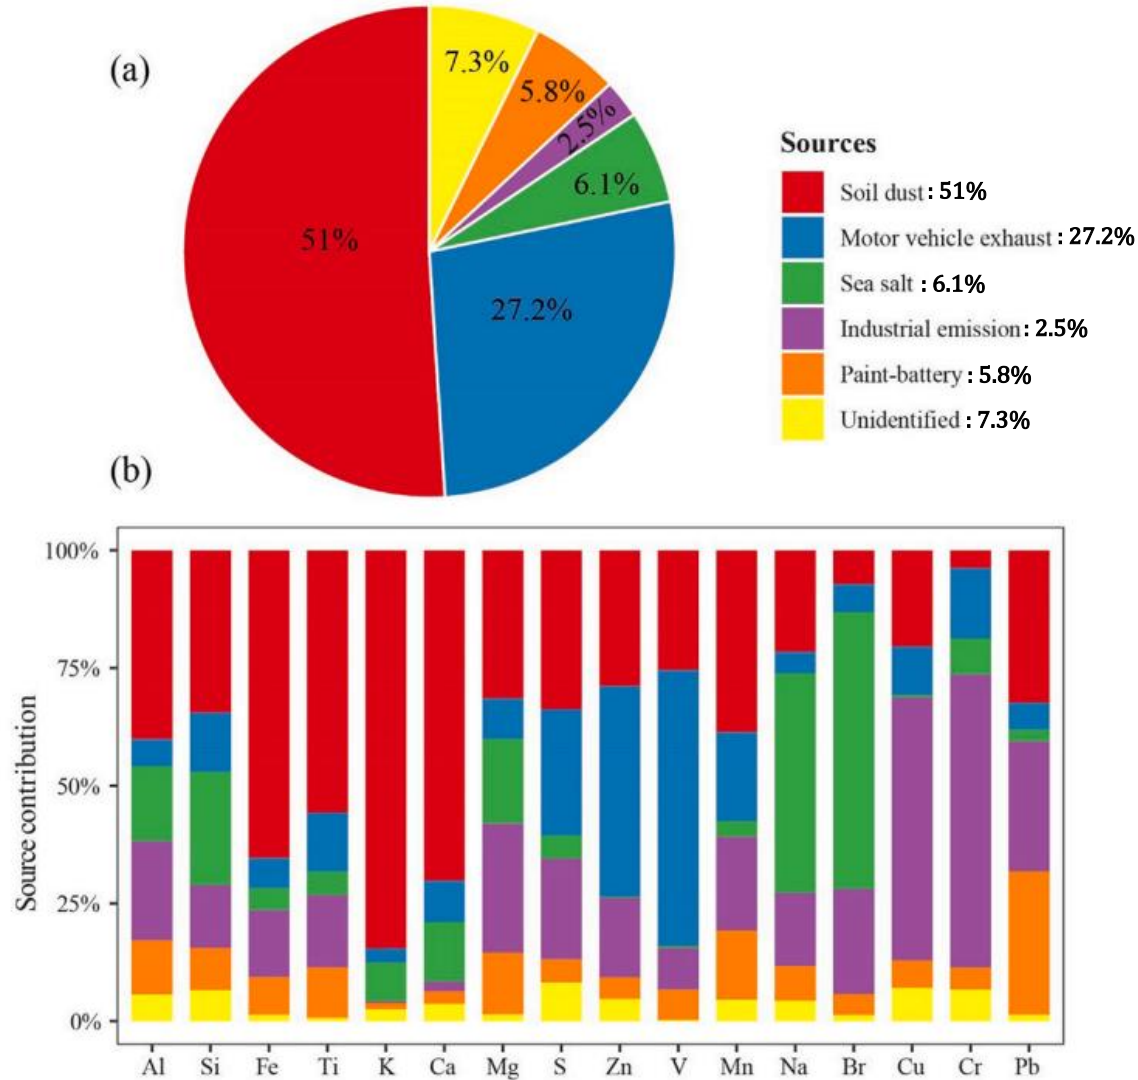 (a)
7.3%
5.8%
2.5%
6.1%
51%
27.2%
Sources
Soil dust : 51%
Motor vehicle exhaust : 27.2%
Sea salt : 6.1%
Industrial emission : 2.5%
Paint-battery : 5.8%
Unidentified : 7.3%
(b)
100%
75%
50%
25%
0%
Source contribution
Al Si Fe Ti K Ca Mg S Zn V Mn Na Br Cu Cr Pb